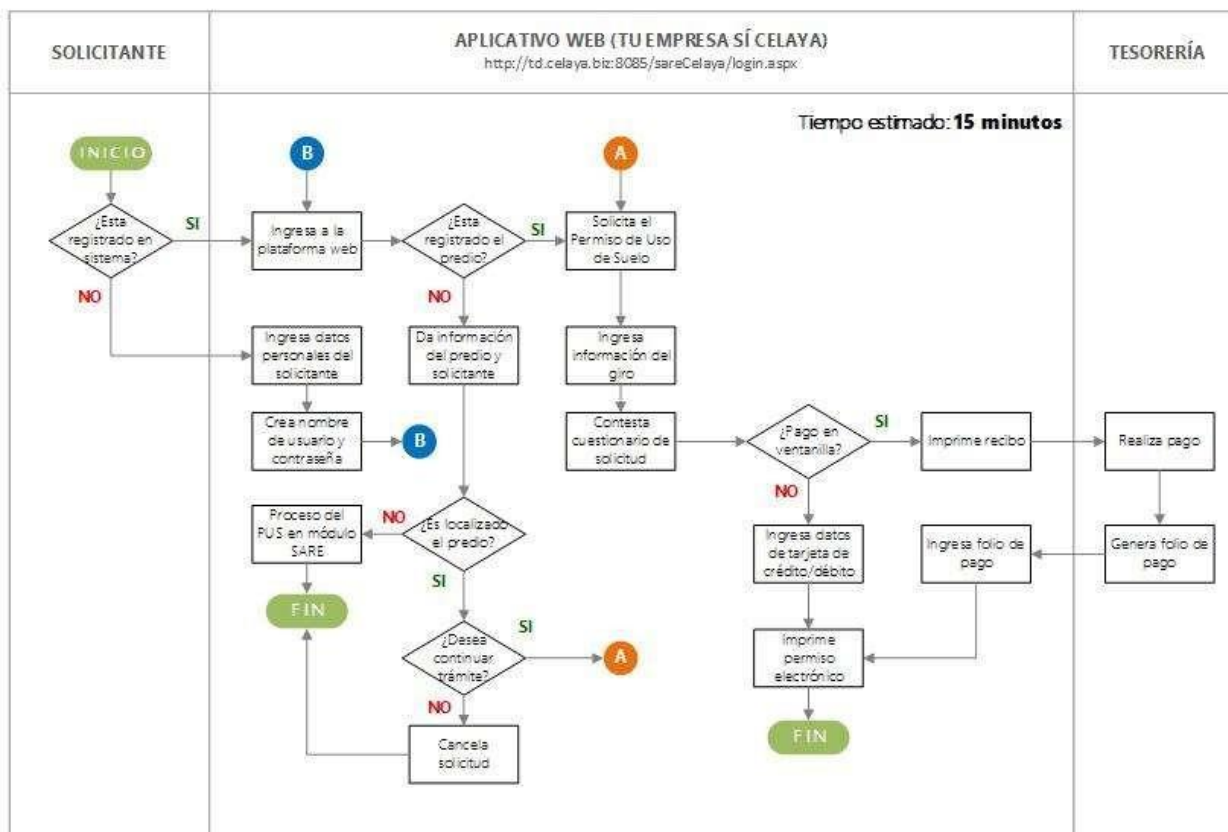 SOLICITANTE
APLICATIVO WEB (TU EMPRESA SÍ CELAYA)
http://td.celaya.biz:8085/sareCelaya/login.aspx
TESORERÍA
Tiempo estimado: 15 minutos
INICIO
B
A
¿Esta
registrado en
sistema?
SI
Ingresa a la
plataforma web
¿Esta
registrado el
predio?
SI
Solicita el
Permiso de Uso
de Suelo
NO
NO
Ingresa datos
personales del
solicitante
Da información
del predio y
solicitante
Ingresa
información del
giro
Crea nombre
de usuario y
contraseña
B
Contesta
cuestionario de
solicitud
¿Pago en
ventanilla?
SI
Imprime recibo
Realiza pago
NO
Proceso del
PUS en módulo
SARE
NO
¿Es localizado
el predio?
Ingresa datos
de tarjeta de
crédito/débito
Ingresa folio de
pago
Genera folio de
pago
SI
FIN
¿Desea
continuar
trámite?
SI
A
Imprime
permiso
electrónico
NO
Cancela
solicitud
FIN